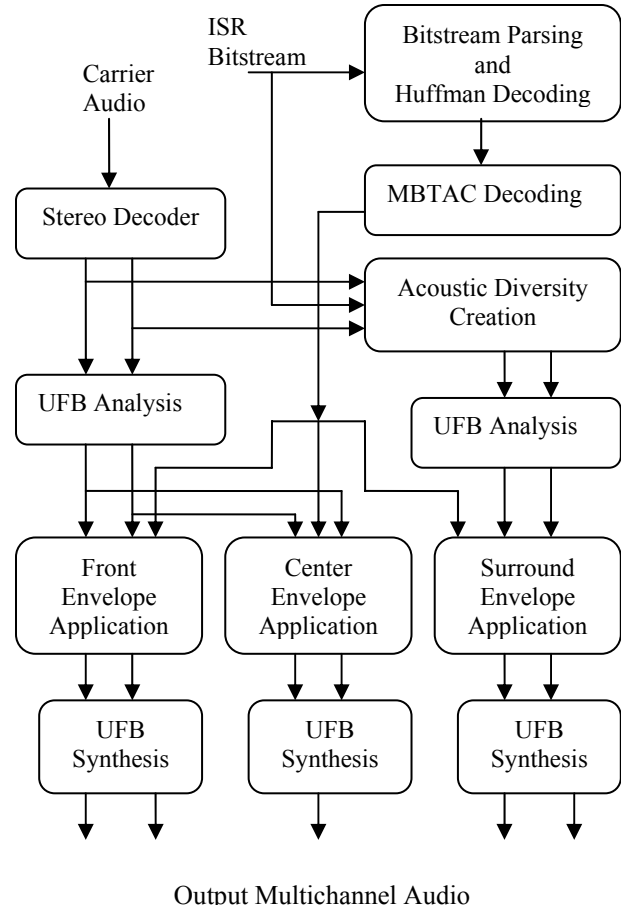 ISR
Bitstream
Bitstream Parsing
and
Huffman Decoding
Carrier
Audio
MBTAC Decoding
Stereo Decoder
Acoustic Diversity
Creation
UFB Analysis
UFB Analysis
Front
Envelope
Application
Center
Envelope
Application
Surround
Envelope
Application
UFB
Synthesis
UFB
Synthesis
UFB
Synthesis
Output Multichannel Audio